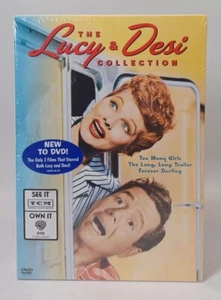 THE
Lucy & Desi
COLLECTION
NEW
TO DVD!
The Only 3 Films That Starred
Both Lucy and Desi!
Too Many Girls
The Long, Long Trailer
Forever Darling
SEE IT
TCM
OWN IT
DVD